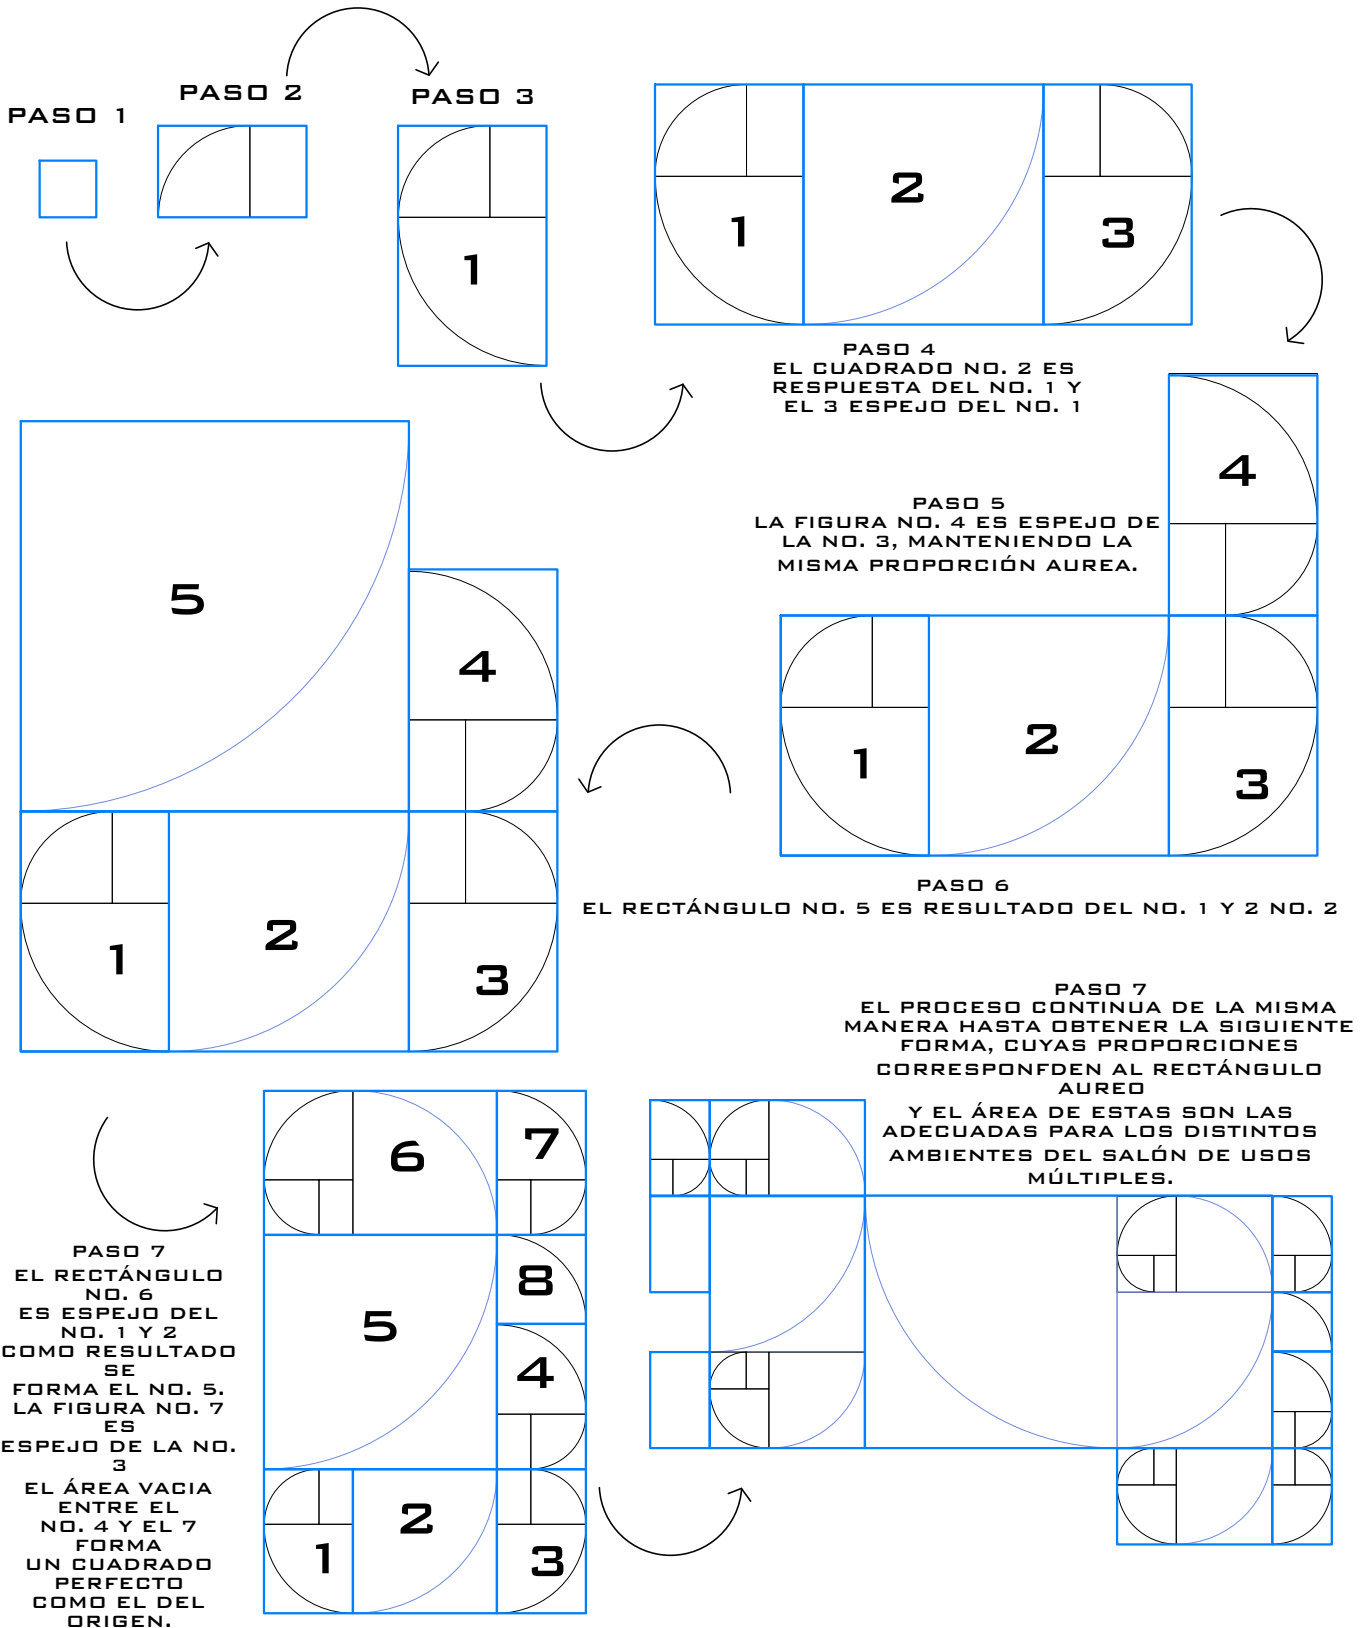 PASO 1
PASO 2
PASO 3
1
1
2
3
PASO 4
EL CUADRADO NO. 2 ES
RESPUESTA DEL NO. 1 Y
EL 3 ESPEJO DEL NO. 1
PASO 5
LA FIGURA NO. 4 ES ESPEJO DE
LA NO. 3, MANTENIENDO LA
MISMA PROPORCIÓN AUREA.
4
1
2
3
5
4
1
2
3
PASO 6
EL RECTÁNGULO NO. 5 ES RESULTADO DEL NO. 1 Y 2 NO. 2
PASO 7
EL RECTÁNGULO
NO. 6
ES ESPEJO DEL
NO. 1 Y 2
COMO RESULTADO
SE
FORMA EL NO. 5.
LA FIGURA NO. 7
ES
ESPEJO DE LA NO.
3
EL ÁREA VACIA
ENTRE EL
NO. 4 Y EL 7
FORMA
UN CUADRADO
PERFECTO
COMO EL DEL
ORIGEN.
6
7
8
5
4
1
2
3
PASO 7
EL PROCESO CONTINUA DE LA MISMA
MANERA HASTA OBTENER LA SIGUIENTE
FORMA, CUYAS PROPORCIONES
CORRESPONFDEN AL RECTÁNGULO
AUREO
Y EL ÁREA DE ESTAS SON LAS
ADECUADAS PARA LOS DISTINTOS
AMBIENTES DEL SALÓN DE USOS
MÚLTIPLES.